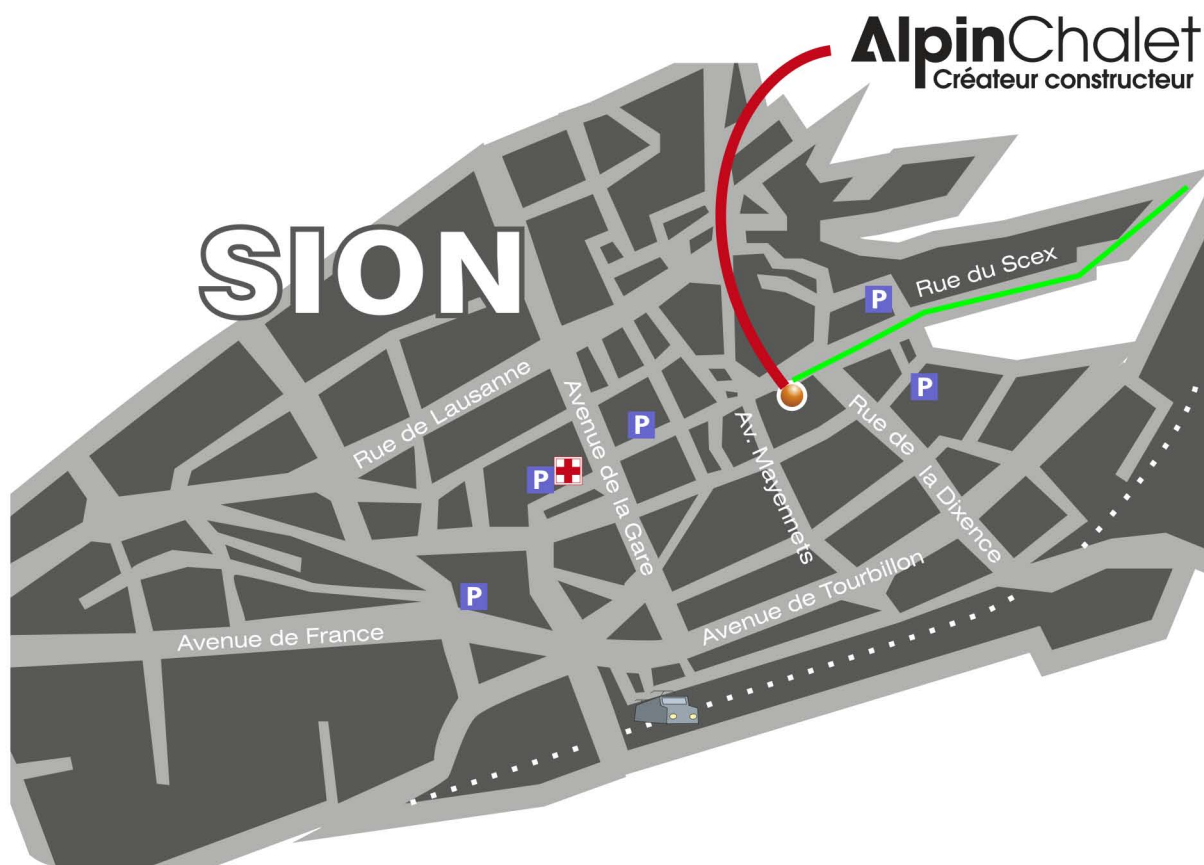 AlpinChalet
Créateur constructeur
SION
Rue du Scex
P
P
Rue de Lausanne
Avenue de la Gare
P
Av. Mayennets
Rue de la Dixence
P
P
Avenue de Tourbillon
Avenue de France